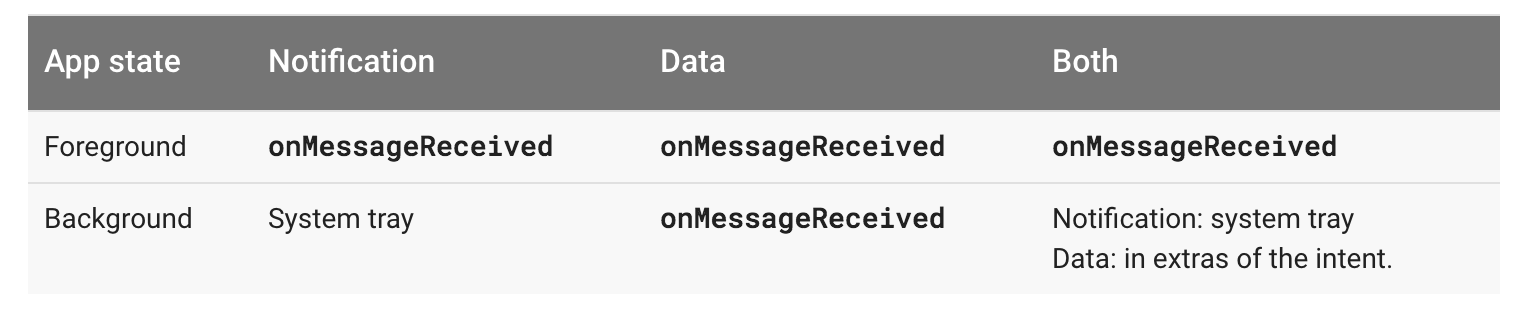 App state Notification Data Both
Foreground onMessageReceived onMessageReceived onMessageReceived
Background System tray onMessageReceived Notification: system tray
Data: in extras of the intent.